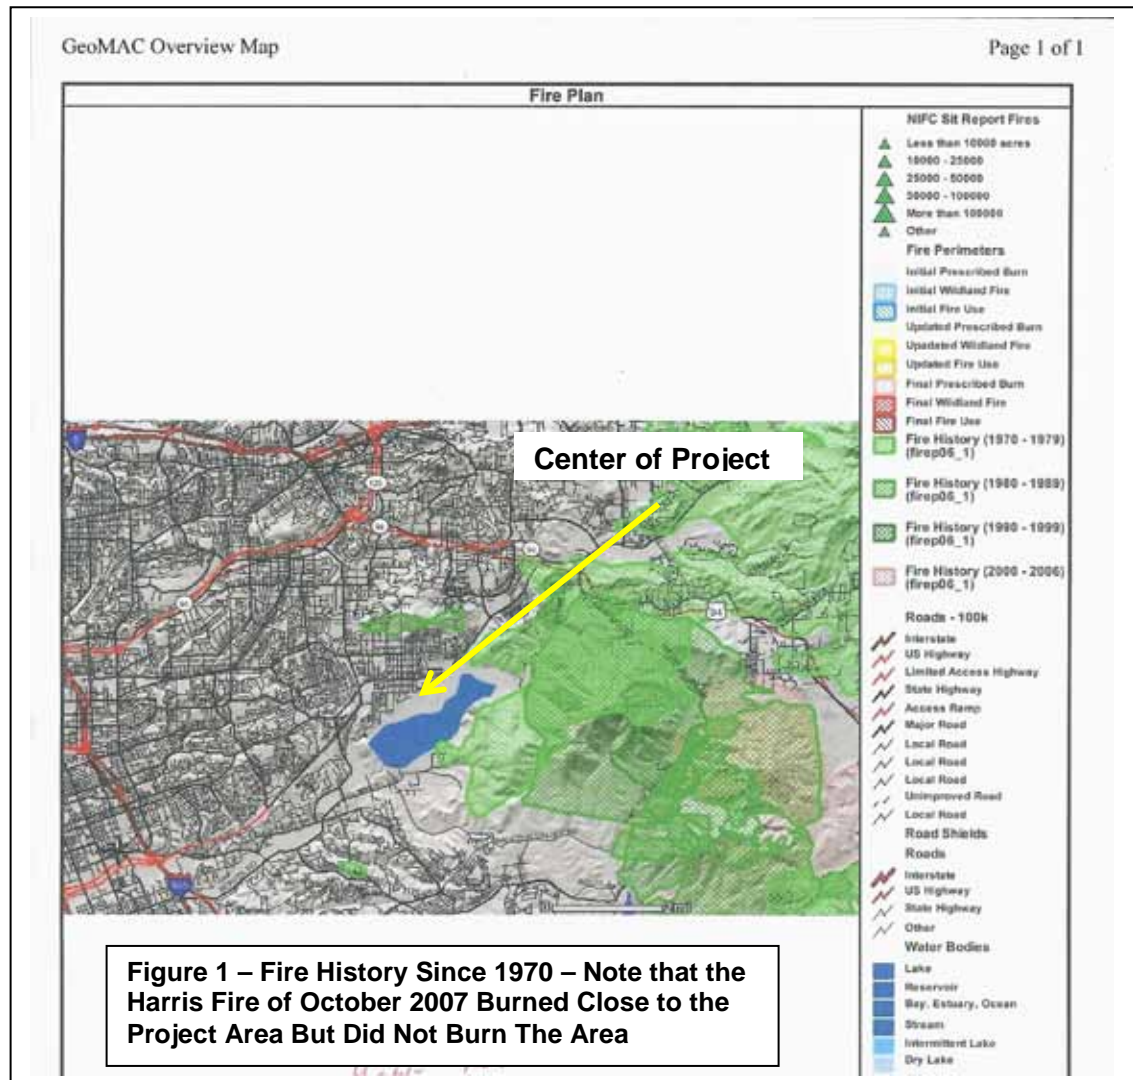 GeoMAC Overview Map
Page 1 of 1
Fire Plan
NIFC Sit Report Fires
Less than 10000 acres
10000 - 25000
25000 - 50000
50000 - 100000
More than 100000
Other
Fire Perimeters
Initial Prescribed Burn
Initial Wildland Fire
Initial Fire Use
Updated Prescribed Burn
Upadated Wildland Fire
Updated Fire Use
Final Prescribed Burn
Final Wildland Fire
Final Fire Use
Fire History (1970 - 1979)
(firep06_1)
Fire History (1980 - 1989)
(firep06_1)
Fire History (1990 - 1999)
(firep06_1)
Fire History (2000 - 2006)
(firep06_1)
Roads - 100k
Interstate
US Highway
Limited Access Highway
State Highway
Access Ramp
Major Road
Local Road
Local Road
Local Road
Unimproved Road
Local Road
Road Shields
Roads
Interstate
US Highway
State Highway
Other
Water Bodies
Lake
Reservoir
Bay, Estuary, Ocean
Stream
Intermittent Lake
Dry Lake
Center of Project
125
94
94
94
Figure 1 – Fire History Since 1970 – Note that the
Harris Fire of October 2007 Burned Close to the
Project Area But Did Not Burn The Area